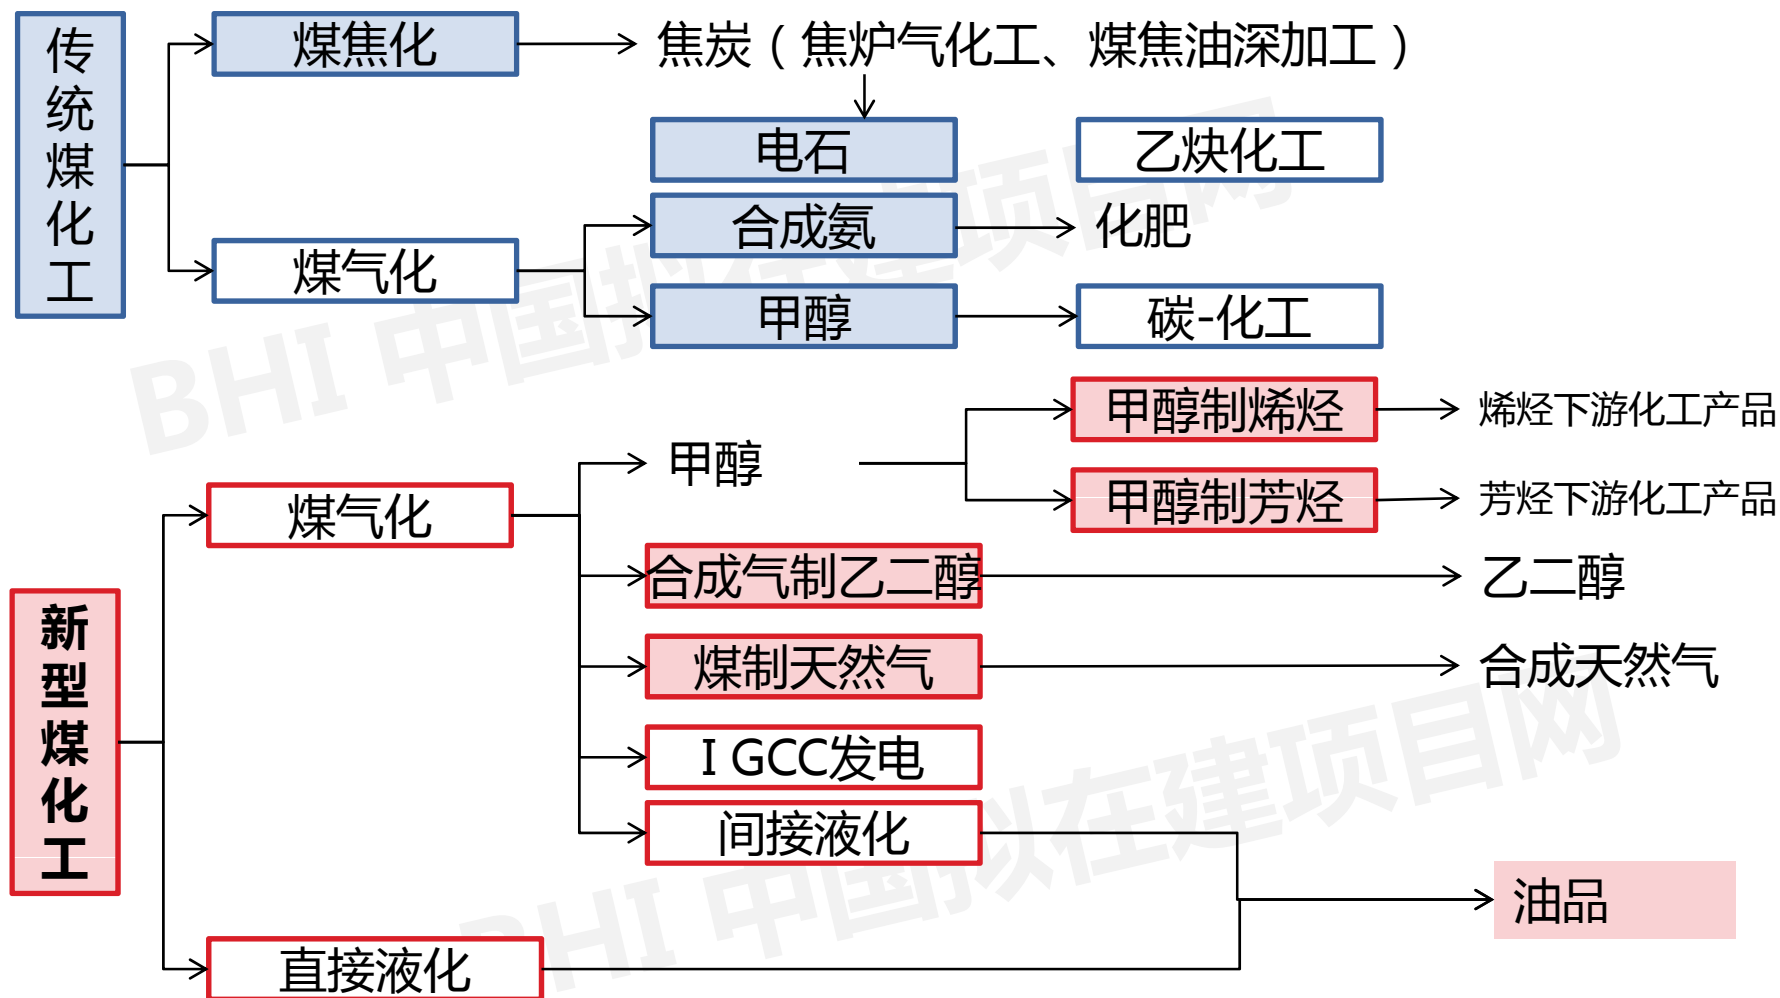 传统煤化工
煤焦化
焦炭（焦炉气化工、煤焦油深加工）
电石
乙炔化工
合成氨
化肥
煤气化
甲醇
碳-化工
甲醇制烯烃
烯烃下游化工产品
甲醇
甲醇制芳烃
芳烃下游化工产品
煤气化
合成气制乙二醇
乙二醇
新型煤化工
煤制天然气
合成天然气
I GCC发电
间接液化
油品
直接液化
BHI 中国拟在建项目网
BHI 中国拟在建项目网